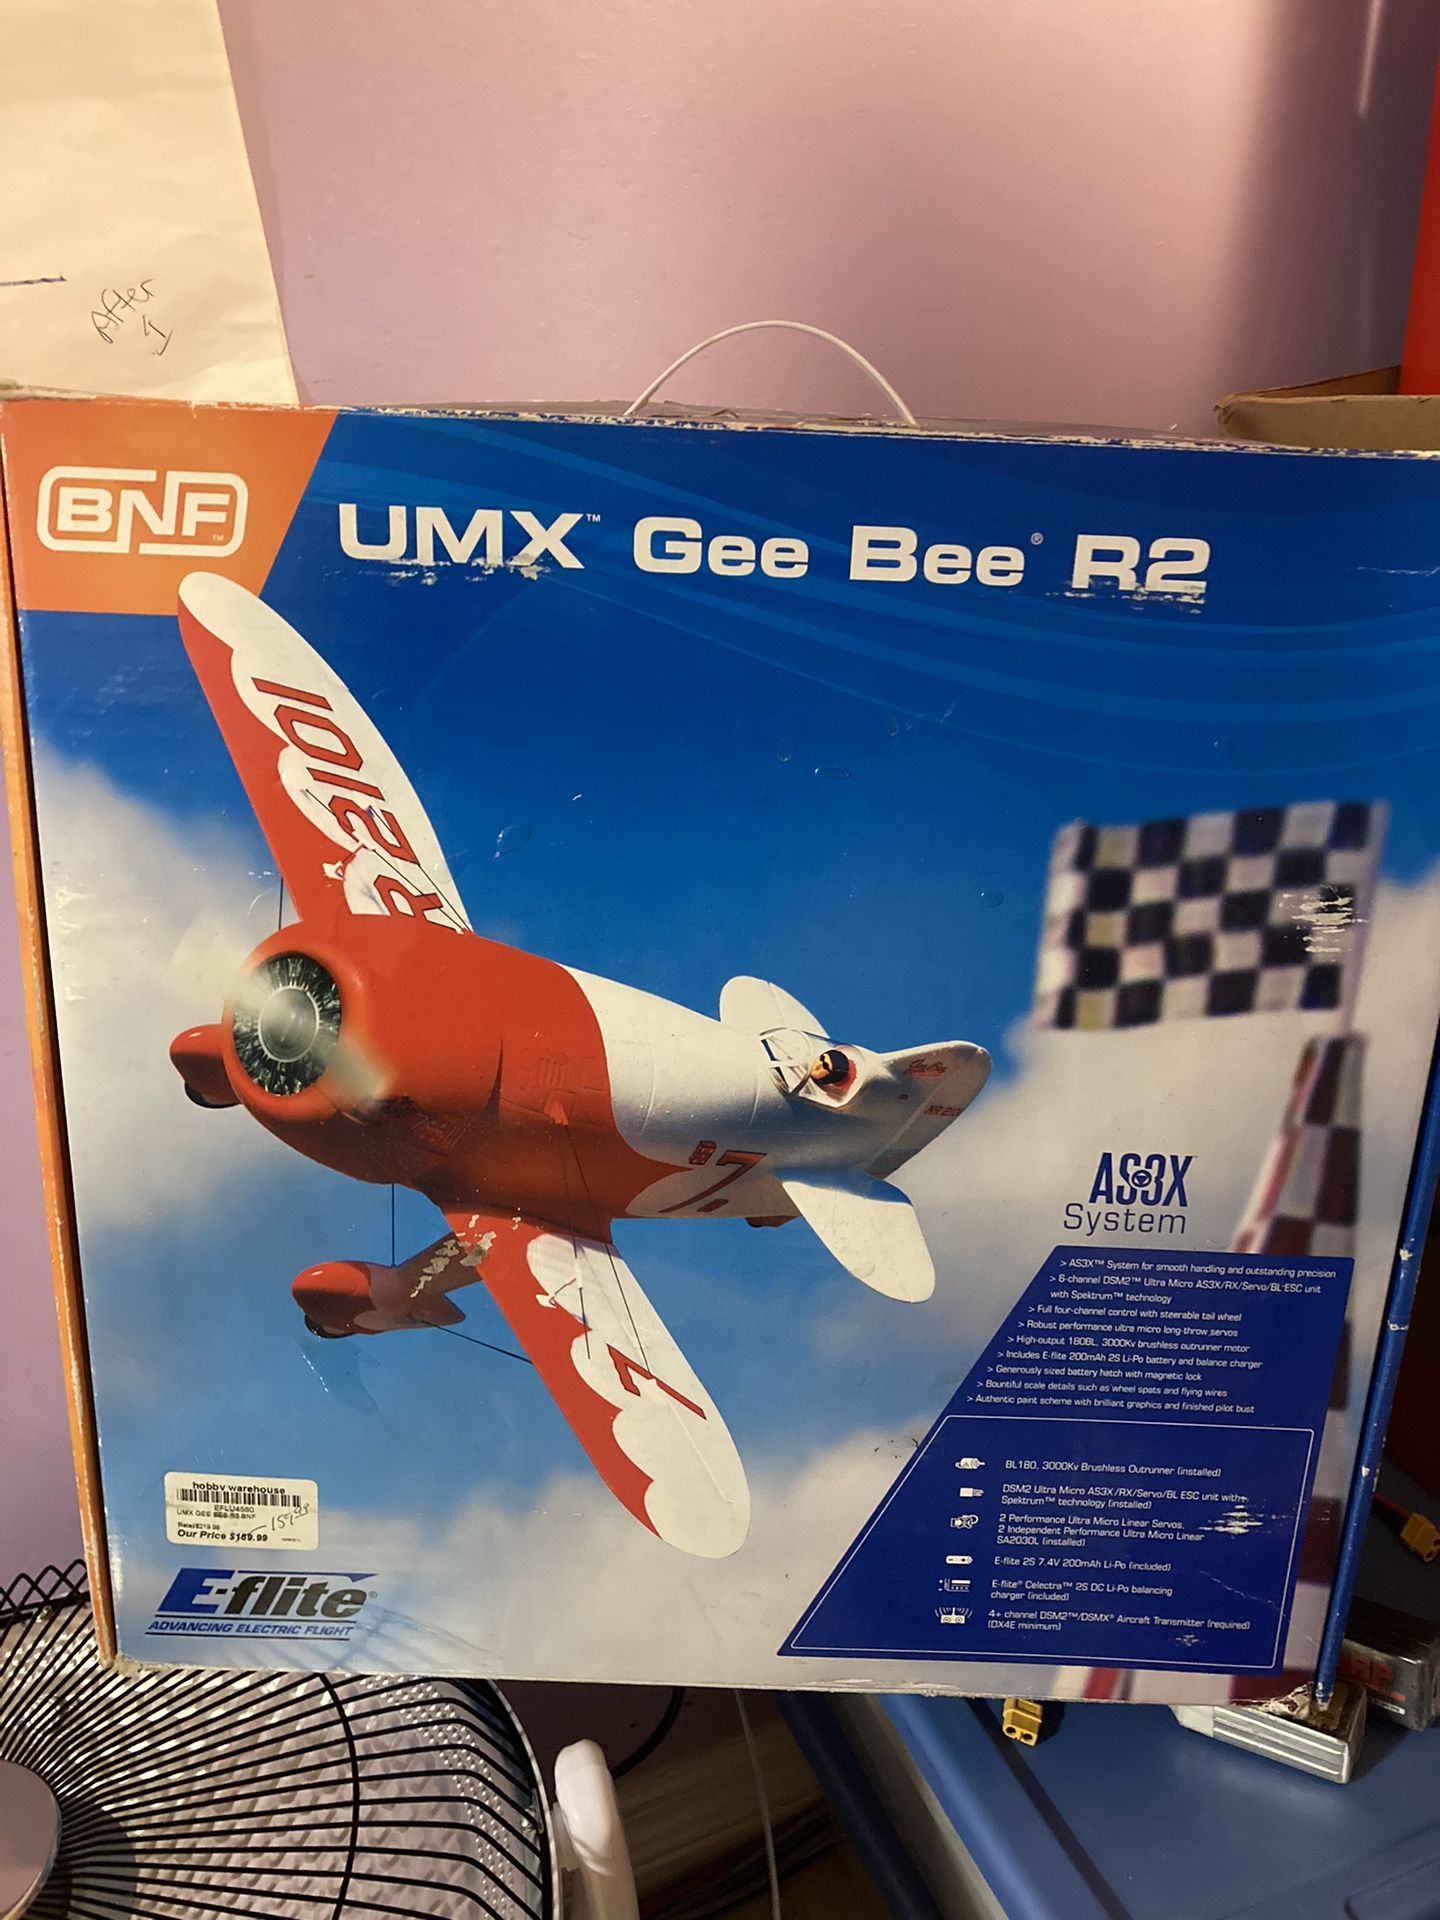 After
1
BNF™
UMX™ Gee Bee® R2
R2101
NR 2101
7
7
AS3X™
System
> AS3X™ System for smooth handling and outstanding precision
> 6-channel DSM2™ Ultra Micro AS3X/RX/Servo/BL-ESC unit
with Spektrum™ technology
> Full four-channel control with steerable tail wheel
> Robust performance ultra micro long-throw servos
> High-output 180BL, 3000Kv brushless outrunner motor
> Includes E-flite 200mAh 2S Li-Po battery and balance charger
> Generously sized battery hatch with magnetic lock
> Bountiful scale details such as wheel spats and flying wires
> Authentic paint scheme with brilliant graphics and finished pilot bust
BL180, 3000Kv Brushless Outrunner (installed)
DSM2 Ultra Micro AS3X/RX/Servo/BL ESC unit with
Spektrum™ technology (installed)
2 Performance Ultra Micro Linear Servos,
2 Independent Performance Ultra Micro Linear
SA2030L (installed)
E-flite 2S 7.4V 200mAh Li-Po (included)
E-flite® Celectra™ 2S DC Li-Po balancing
charger (included)
4+ channel DSM2™/DSMX® Aircraft Transmitter (required)
(DX4E minimum)
hobby warehouse
EFLU4580
UMX GEE BEE R2 BNF
Our Price $169.99
E-flite®
ADVANCING ELECTRIC FLIGHT